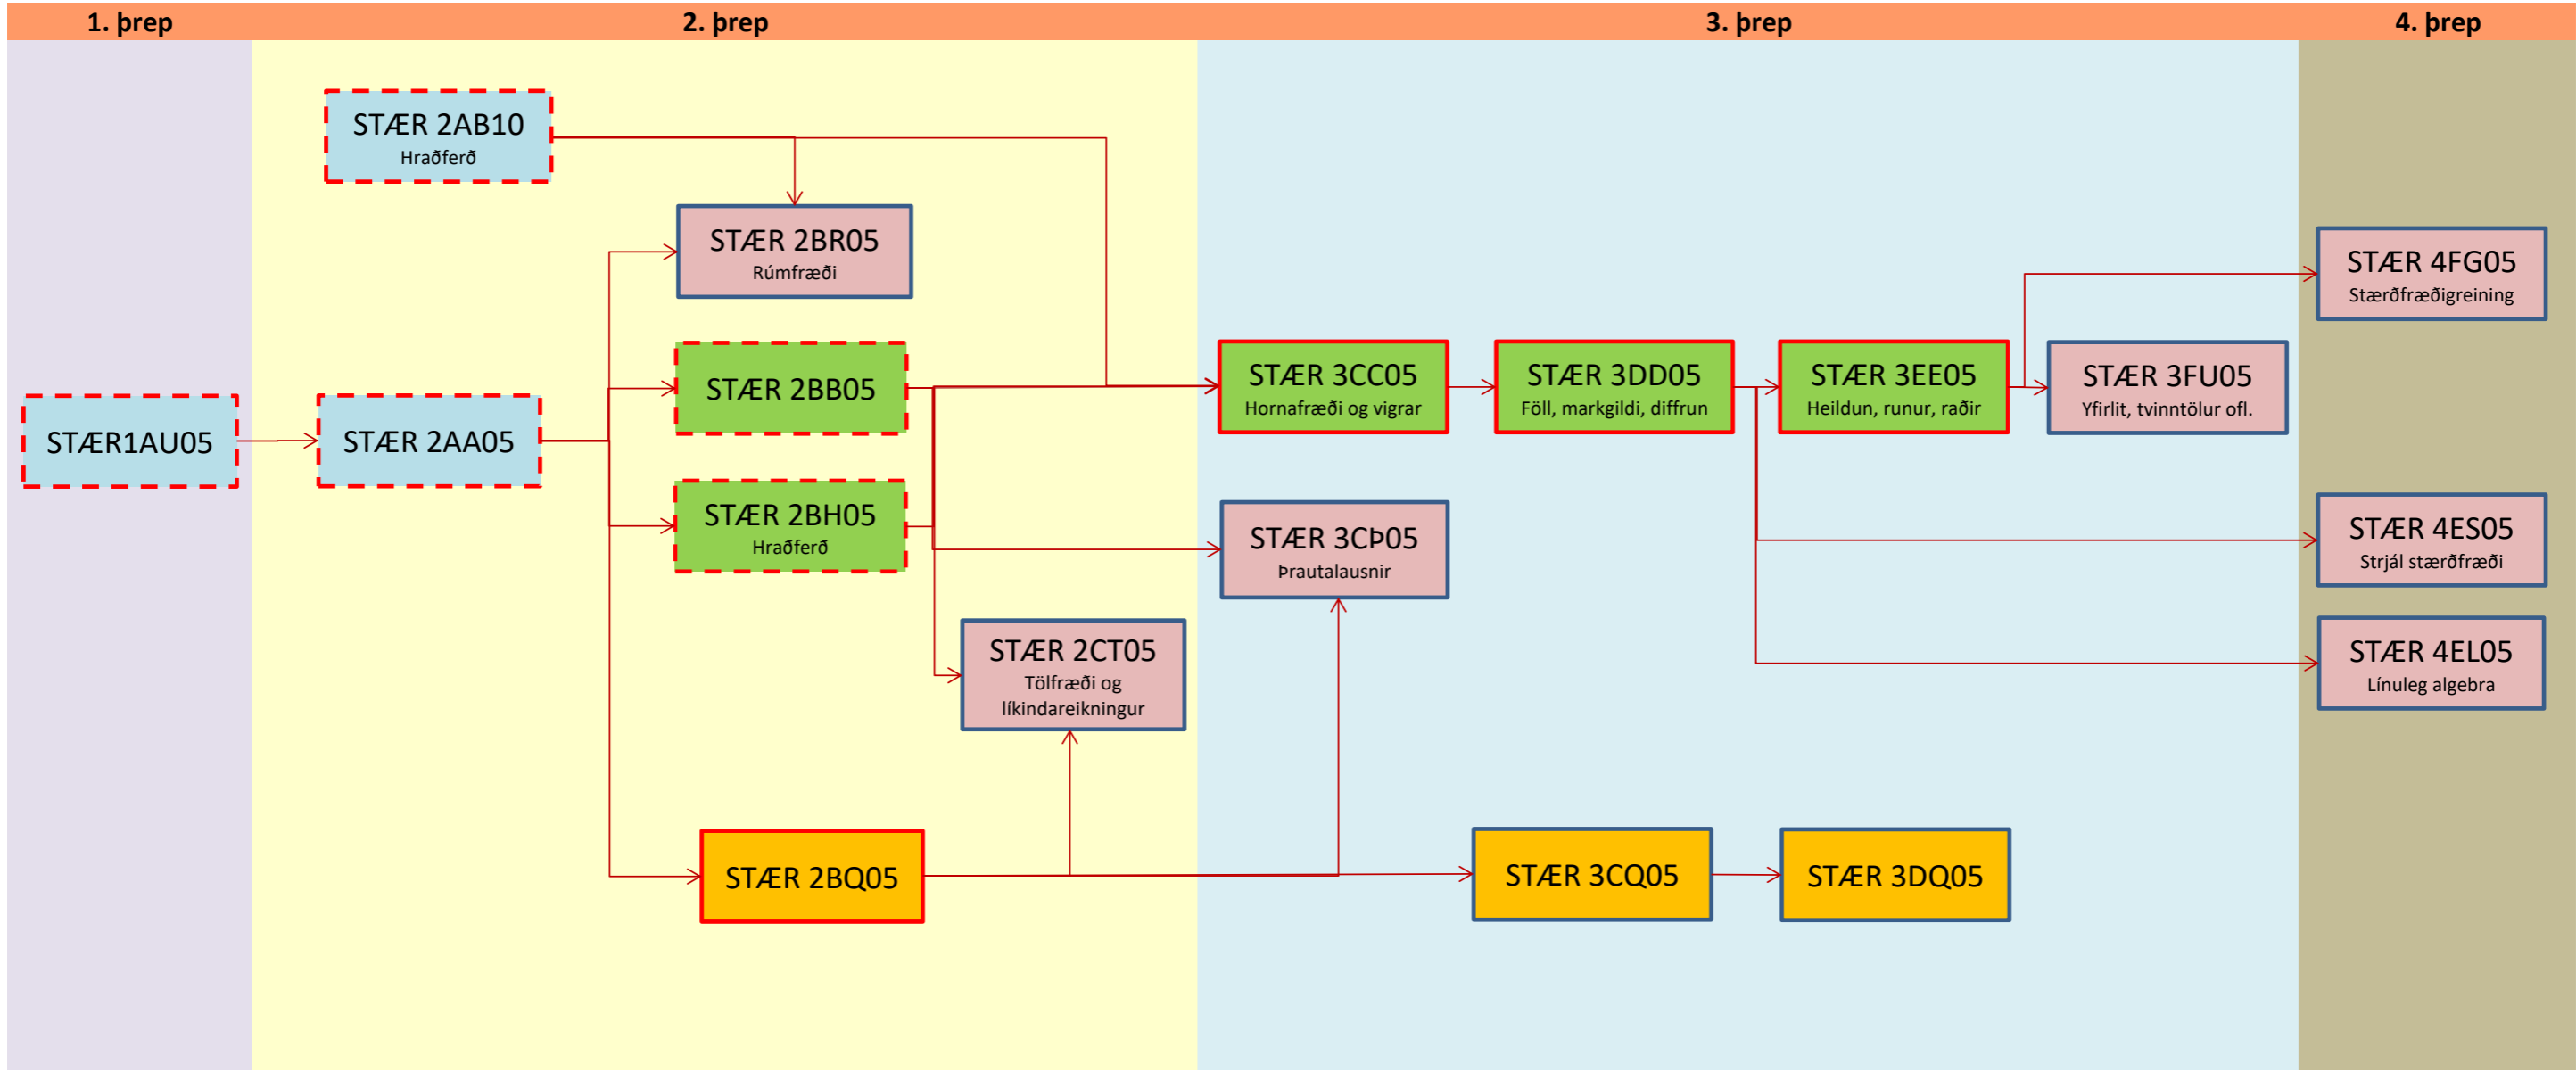 1. þrep
2. þrep
3. þrep
4. þrep
STÆR 2AB10
Hraðferð
STÆR 2BR05
Rúmfræði
STÆR 4FG05
Stærðfræðigreining
STÆR1AU05
STÆR 2AA05
STÆR 2BB05
STÆR 3CC05
Hornafræði og vigrar
STÆR 3DD05
Föll, markgildi, diffrun
STÆR 3EE05
Heildun, runur, raðir
STÆR 3FU05
Yfirlit, tvinntölur ofl.
STÆR 2BH05
Hraðferð
STÆR 3CÞ05
Þrautalausnir
STÆR 4ES05
Strjál stærðfræði
STÆR 2CT05
Tölfræði og
líkindareikningur
STÆR 4EL05
Línuleg algebra
STÆR 2BQ05
STÆR 3CQ05
STÆR 3DQ05